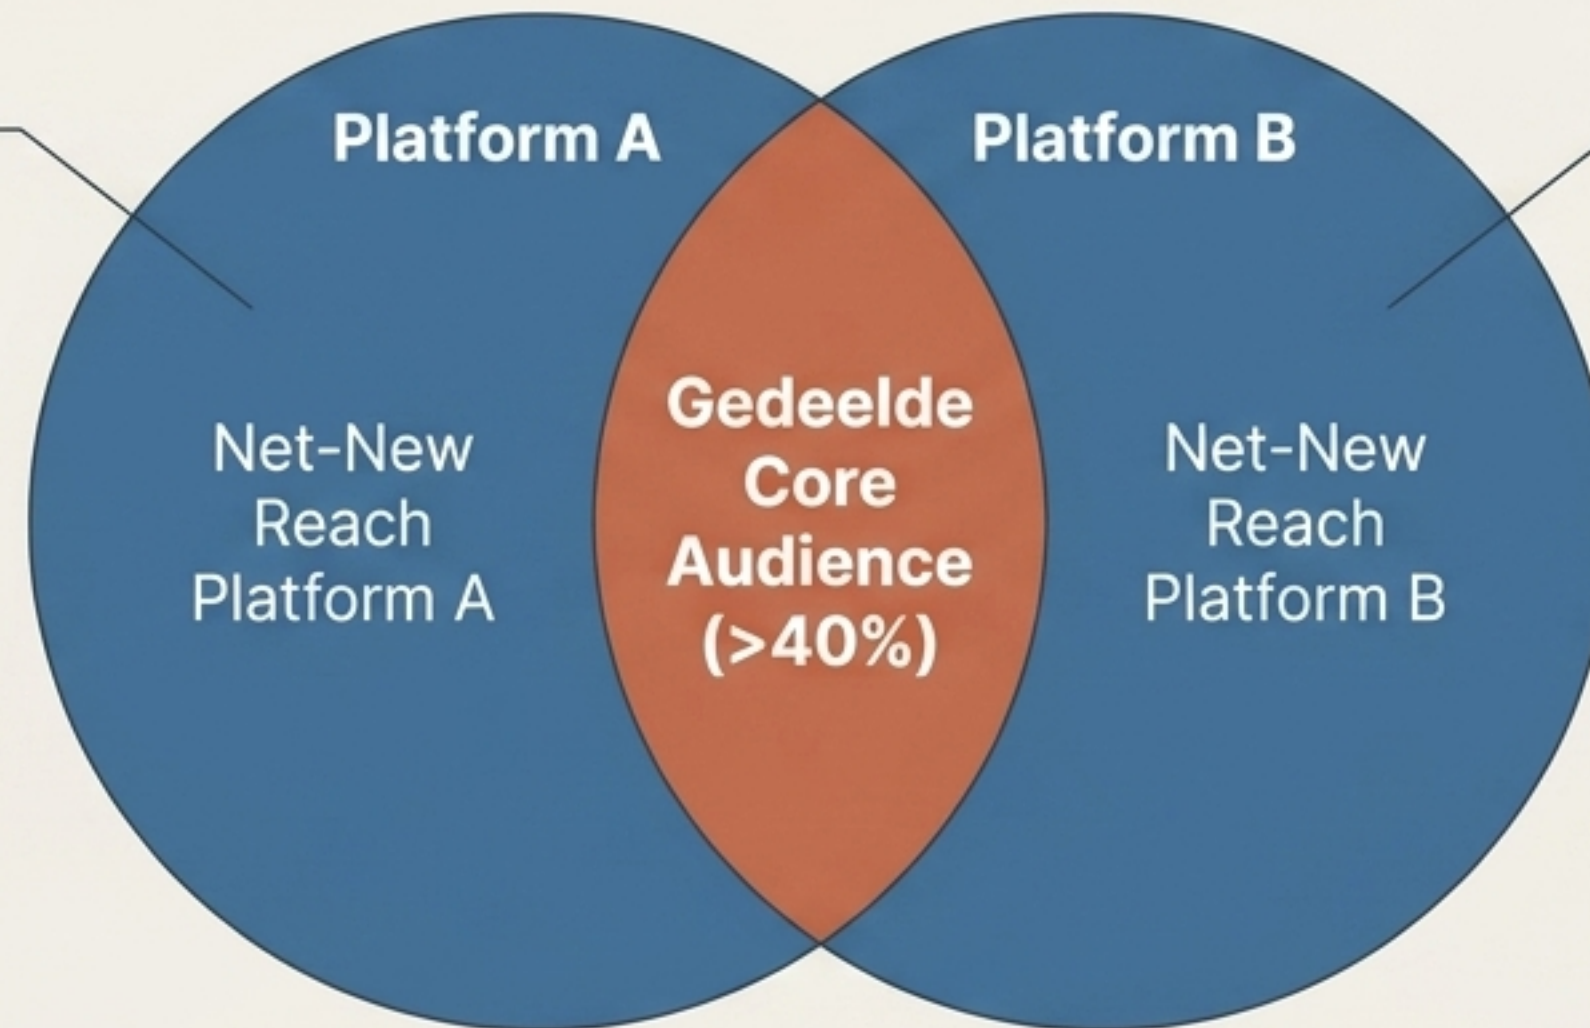 Platform A
Platform B
Net-New
Reach
Platform A
Gedeelde
Core
Audience
(>40%)
Net-New
Reach
Platform B